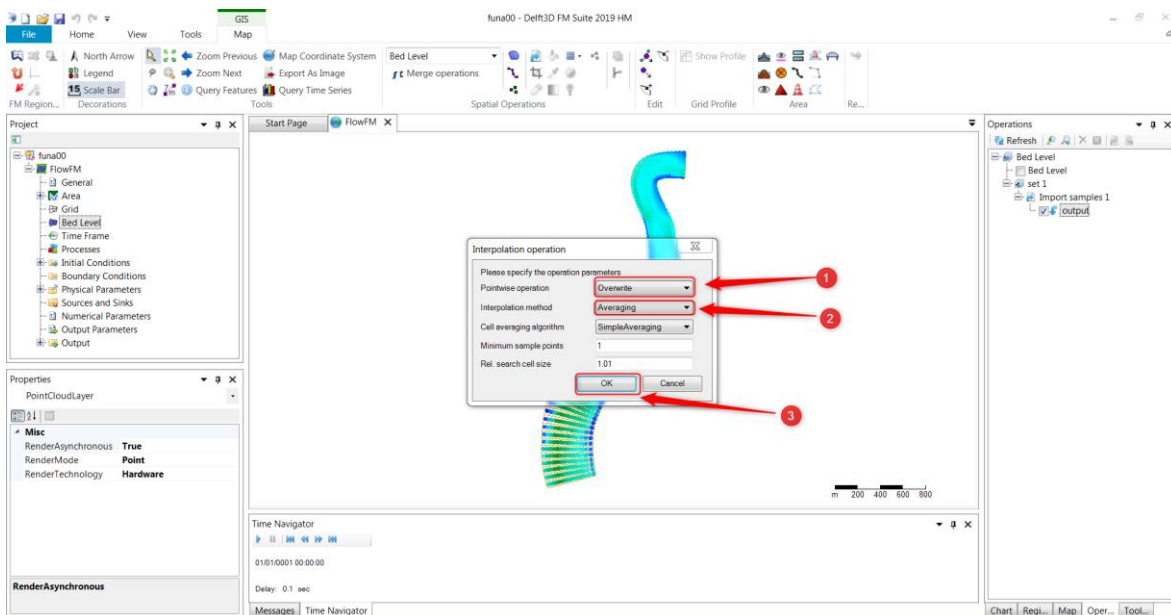 funa00 - Delft3D FM Suite 2019 HM
GIS
File Home View Tools Map
North Arrow Zoom Previous Map Coordinate System Bed Level Show Profile
Legend Zoom Next Export As Image Merge operations
15 Scale Bar Query Features Query Time Series
FM Region... Decorations Tools Spatial Operations Edit Grid Profile Area Re...
Project
funa00
FlowFM
General
Area
Grid
Bed Level
Time Frame
Processes
Initial Conditions
Boundary Conditions
Physical Parameters
Sources and Sinks
Numerical Parameters
Output Parameters
Output
Properties
PointCloudLayer
Misc
RenderAsynchronous True
RenderMode Point
RenderTechnology Hardware
RenderAsynchronous
Start Page FlowFM
Interpolation operation
Please specify the operation parameters
Pointwise operation Overwrite
Interpolation method Averaging
Cell averaging algorithm SimpleAveraging
Minimum sample points 1
Rel. search cell size 1.01
OK Cancel
1
2
3
m 200 400 600 800
Time Navigator
01/01/0001 00:00:00
Delay: 0.1 sec
Messages Time Navigator
Operations
Refresh
Bed Level
Bed Level
set 1
Import samples 1
output
Chart Regi... Map Oper... Tool...